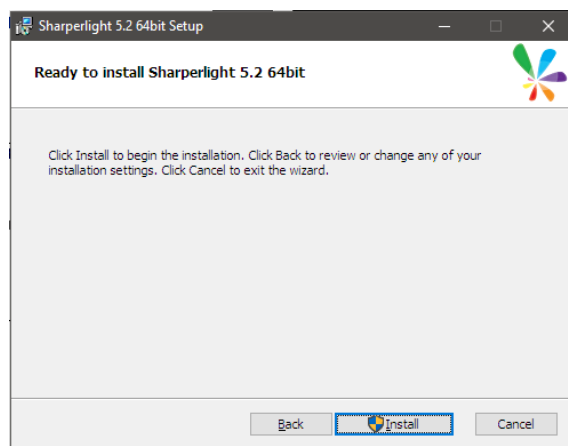 Sharperlight 5.2 64bit Setup
Ready to install Sharperlight 5.2 64bit
Click Install to begin the installation. Click Back to review or change any of your
installation settings. Click Cancel to exit the wizard.
Back Install Cancel